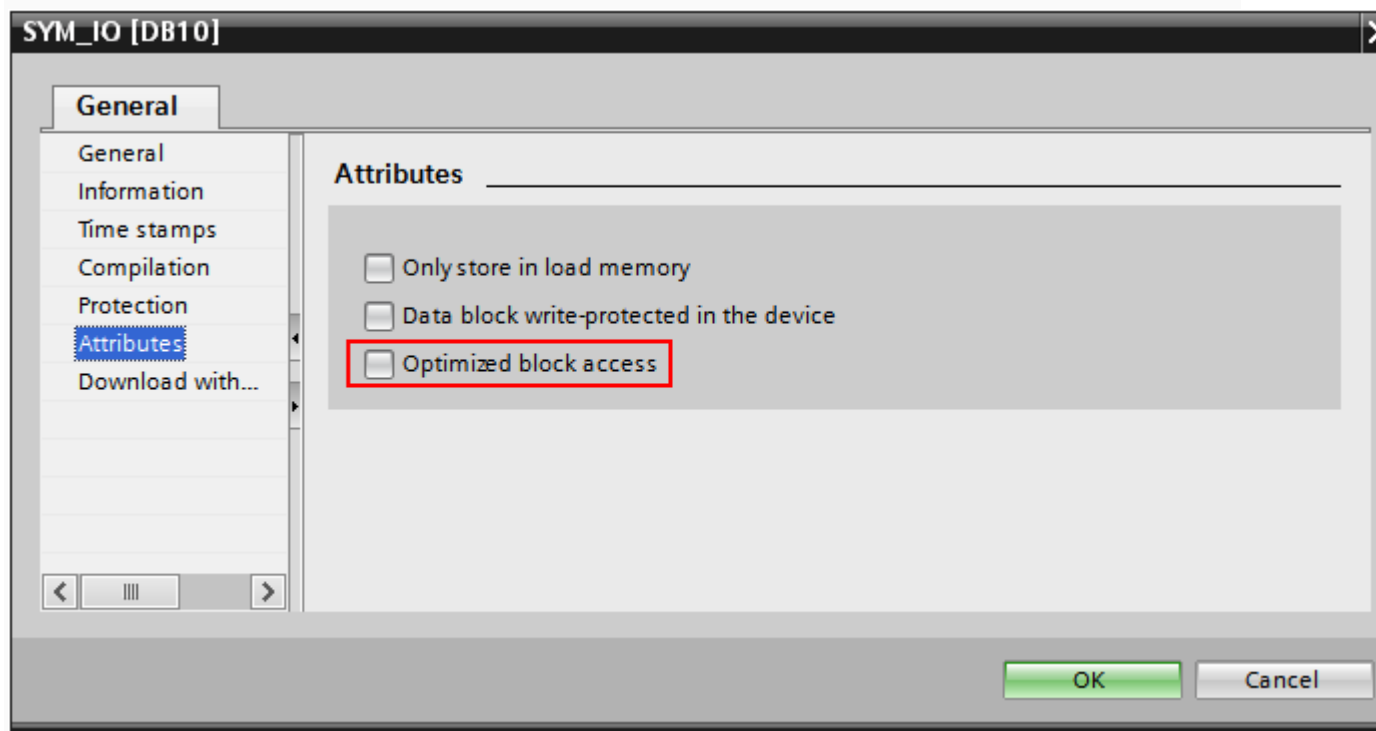 SYM_IO [DB10]
General
General
Information
Time stamps
Compilation
Protection
Attributes
Download with...
Attributes
Only store in load memory
Data block write-protected in the device
Optimized block access
OK
Cancel